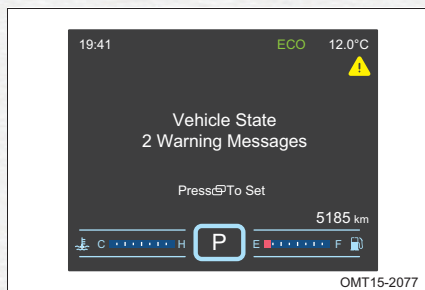 19:41 ECO 12.0°C
Vehicle State
2 Warning Messages
Press To Set
5185 km
C H P E F
OMT15-2077